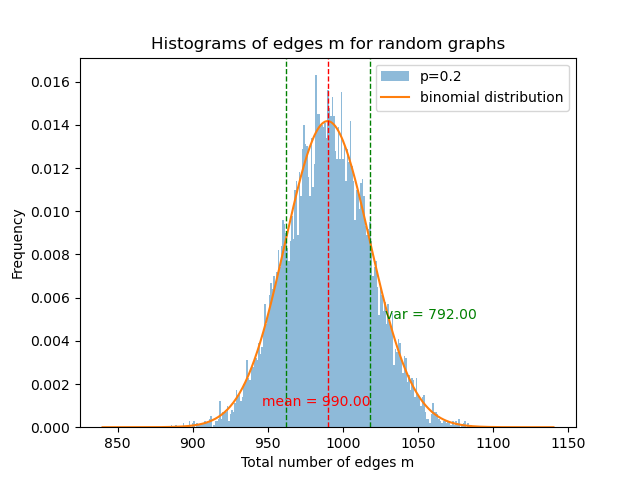 Histograms of edges m for random graphs
p=0.2
binomial distribution
Frequency
0.016
0.014
0.012
0.010
0.008
0.006
0.004
0.002
0.000
var = 792.00
mean = 990.00
850
900
950
1000
1050
1100
1150
Total number of edges m